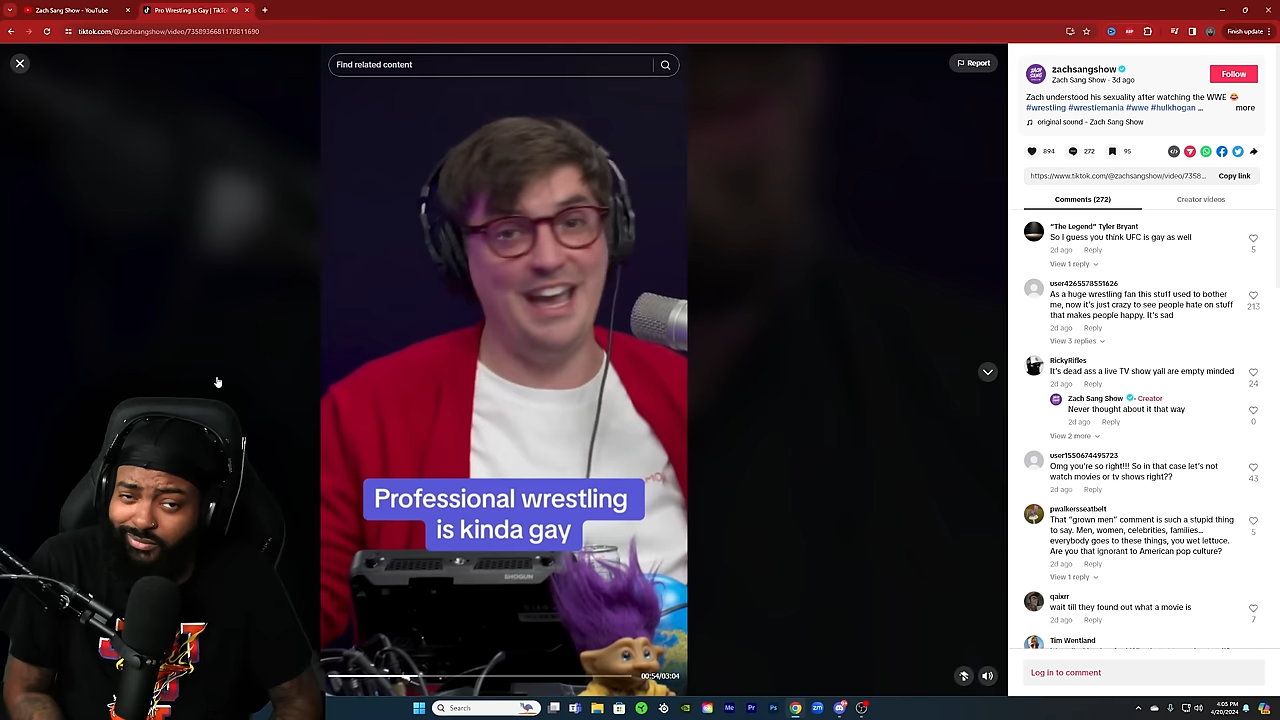 Zach Sang Show - YouTube
Pro Wrestling Is Gay | TikTo
tiktok.com/@zachsangshow/video/7358936681178811690
Finish update
Find related content
Report
Professional wrestling
is kinda gay
SHOGUN
00:54/03:04
zachsangshow
Zach Sang Show · 3d ago
Follow
Zach understood his sexuality after watching the WWE 😂
#wrestling #wrestlemania #wwe #hulkhogan ...
more
♫ original sound - Zach Sang Show
894
272
95
https://www.tiktok.com/@zachsangshow/video/7358...
Copy link
Comments (272)
Creator videos
"The Legend" Tyler Bryant
So I guess you think UFC is gay as well
2d ago Reply
5
View 1 reply
user4265578551626
As a huge wrestling fan this stuff used to bother
me, now it's just crazy to see people hate on stuff
that makes people happy. It's sad
213
2d ago Reply
View 3 replies
RickyRifles
It's dead ass a live TV show yall are empty minded
2d ago Reply
24
Zach Sang Show · Creator
Never thought about it that way
2d ago Reply
0
View 2 more
user1550674495723
Omg you're so right!!! So in that case let's not
watch movies or tv shows right??
43
2d ago Reply
pwalkersseatbelt
That "grown men" comment is such a stupid thing
to say. Men, women, celebrities, families...
everybody goes to these things, you wet lettuce.
Are you that ignorant to American pop culture?
5
2d ago Reply
View 1 reply
qaixrr
wait till they found out what a movie is
2d ago Reply
7
Tim Wentland
Log in to comment
Search
4:05 PM
4/20/2024